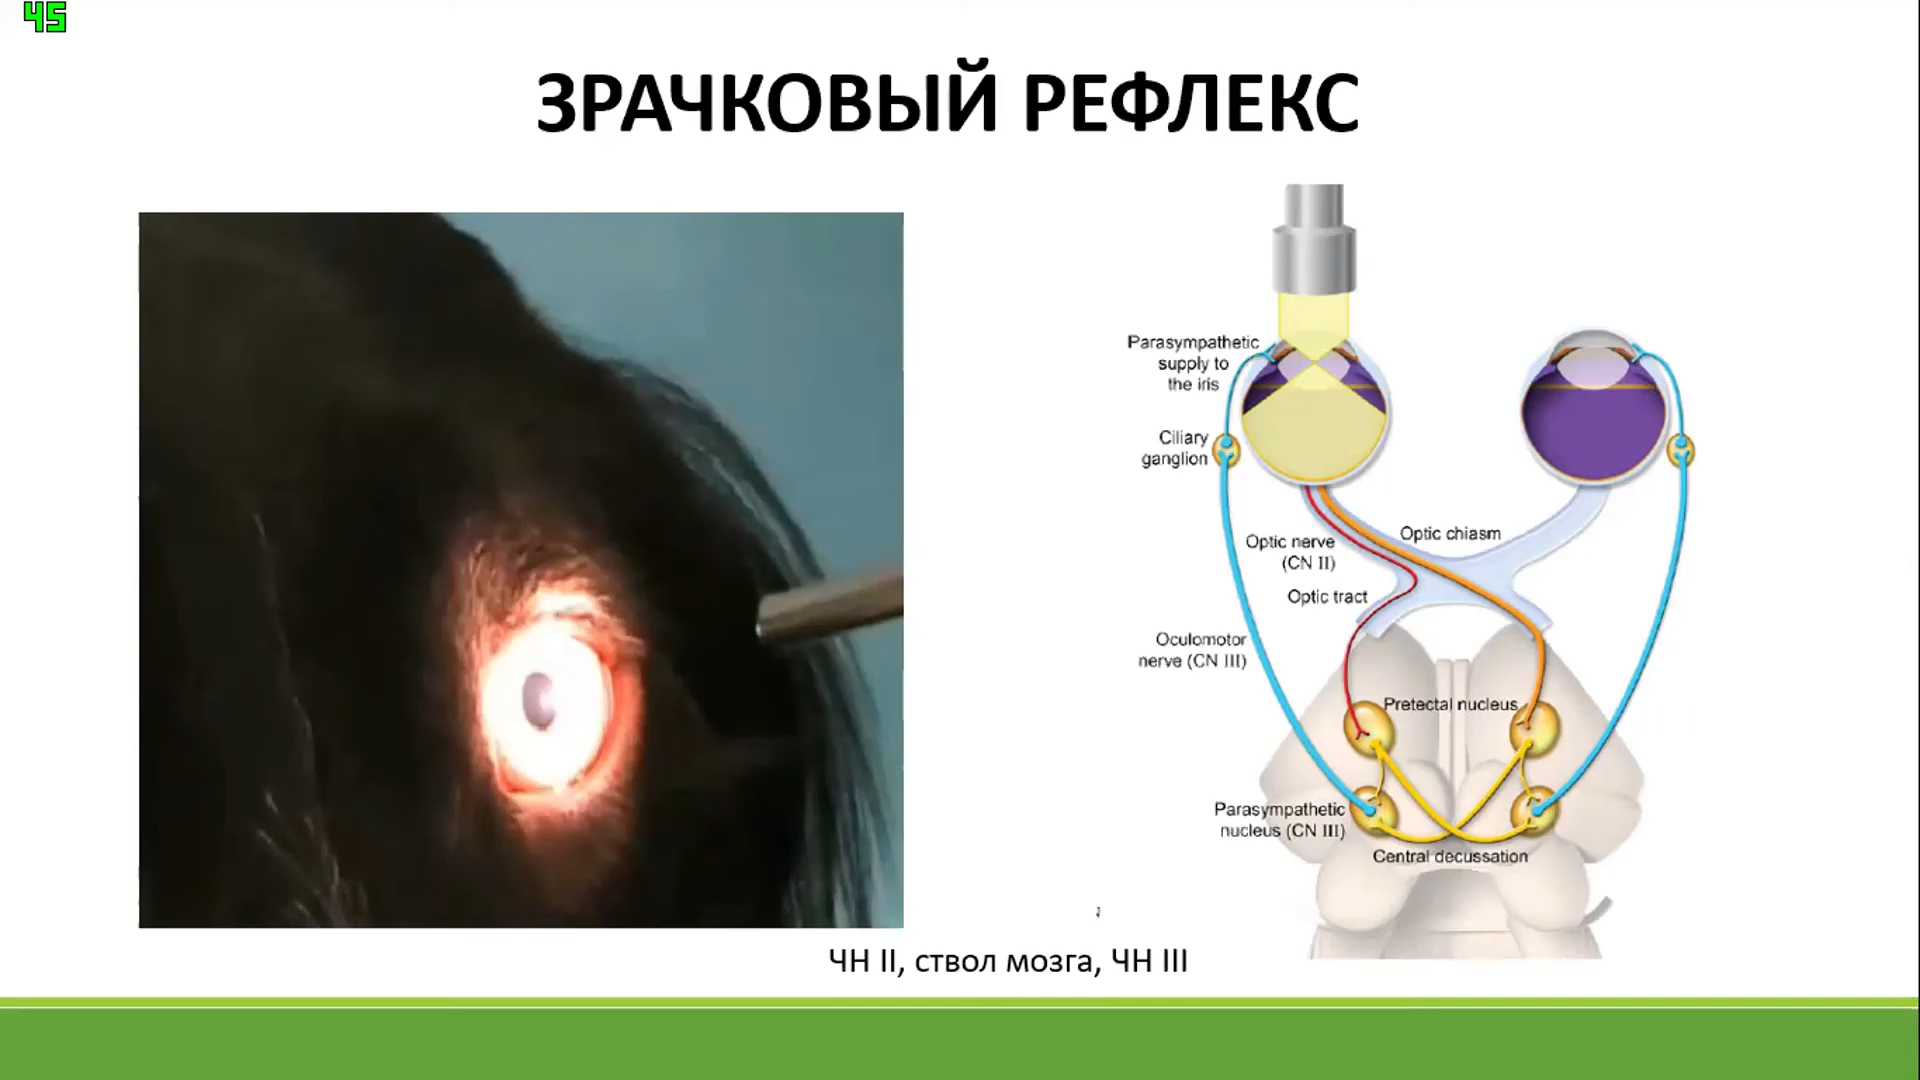 45
ЗРАЧКОВЫЙ РЕФЛЕКС
Parasympathetic
supply to
the iris
Ciliary
ganglion
Optic nerve
(CN II)
Optic chiasm
Optic tract
Oculomotor
nerve (CN III)
Pretectal nucleus
Parasympathetic
nucleus (CN III)
Central decussation
ЧН II, ствол мозга, ЧН III